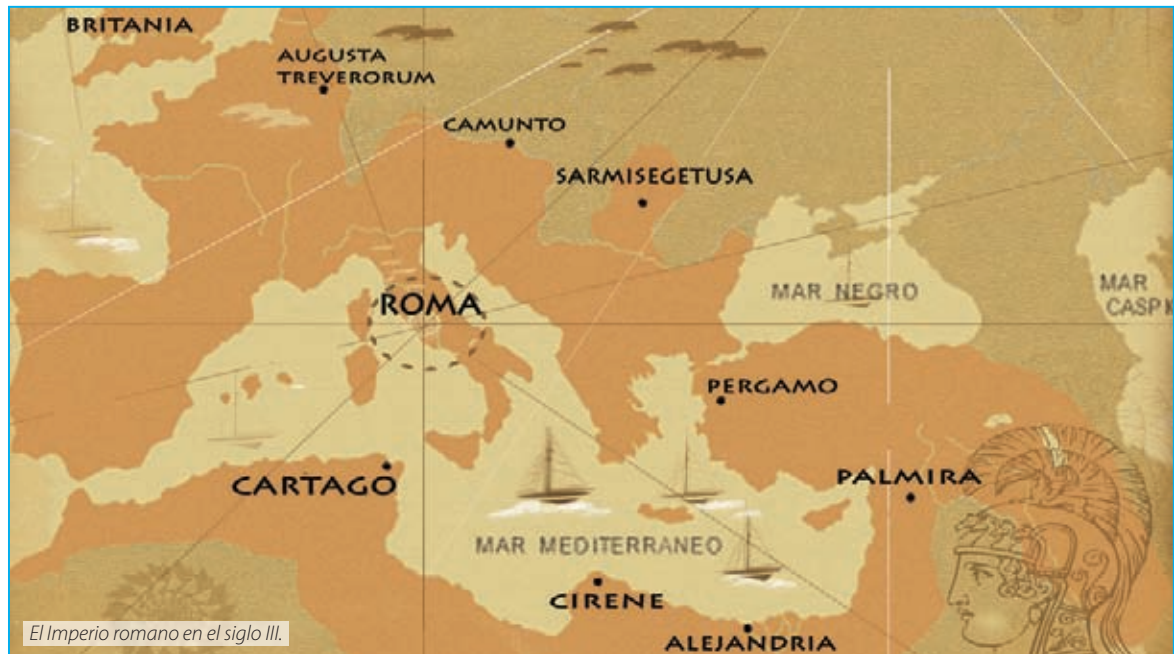 BRITANIA
AUGUSTA
TREVERORUM
CAMUNTO
SARMISEGETUSA
ROMA
MAR NEGRO
MAR
CASPI
PERGAMO
CARTAGO
PALMIRA
MAR MEDITERRANEO
CIRENE
ALEJANDRIA
El Imperio romano en el siglo III.